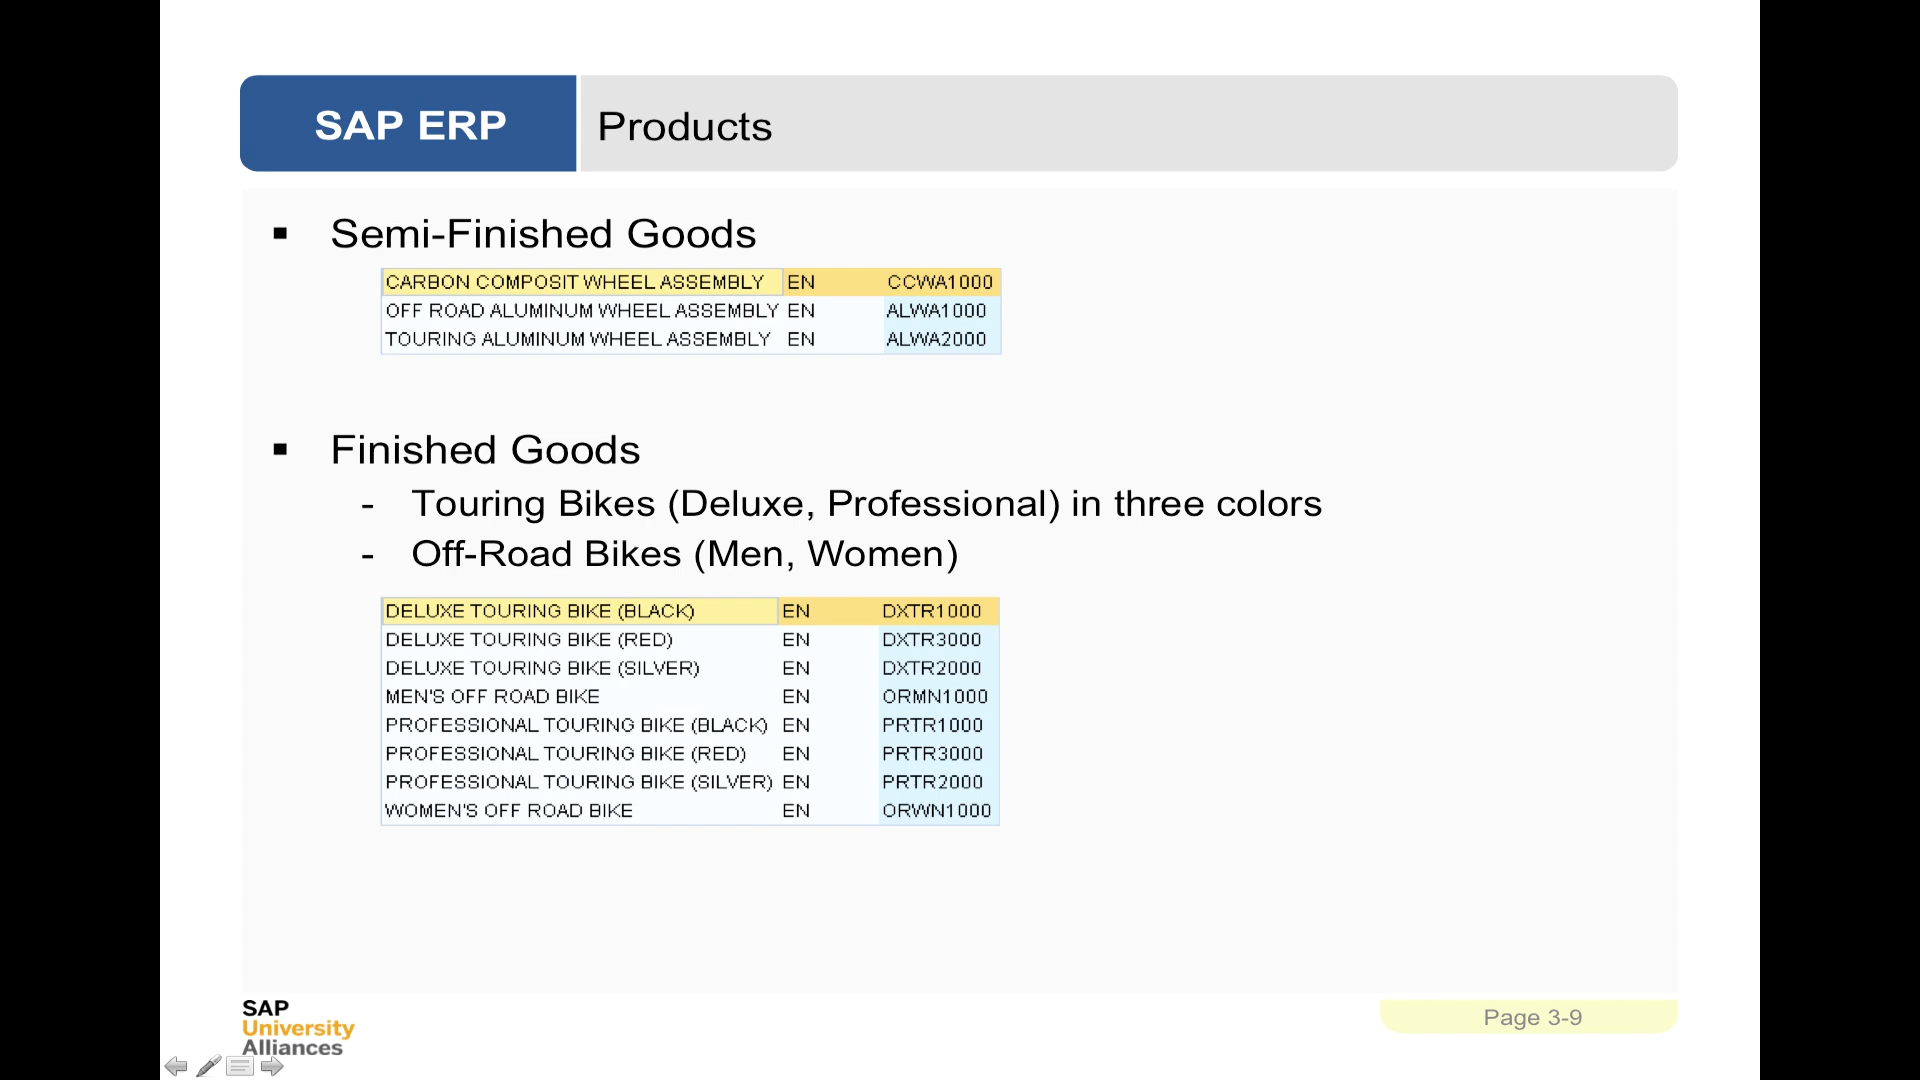 SAP ERP Products
▪ Semi-Finished Goods
CARBON COMPOSIT WHEEL ASSEMBLY EN CCWA1000
OFF ROAD ALUMINUM WHEEL ASSEMBLY EN ALWA1000
TOURING ALUMINUM WHEEL ASSEMBLY EN ALWA2000
▪ Finished Goods
- Touring Bikes (Deluxe, Professional) in three colors
- Off-Road Bikes (Men, Women)
DELUXE TOURING BIKE (BLACK) EN DXTR1000
DELUXE TOURING BIKE (RED) EN DXTR3000
DELUXE TOURING BIKE (SILVER) EN DXTR2000
MEN'S OFF ROAD BIKE EN ORMN1000
PROFESSIONAL TOURING BIKE (BLACK) EN PRTR1000
PROFESSIONAL TOURING BIKE (RED) EN PRTR3000
PROFESSIONAL TOURING BIKE (SILVER) EN PRTR2000
WOMEN'S OFF ROAD BIKE EN ORWN1000
SAP
University
Alliances
Page 3-9